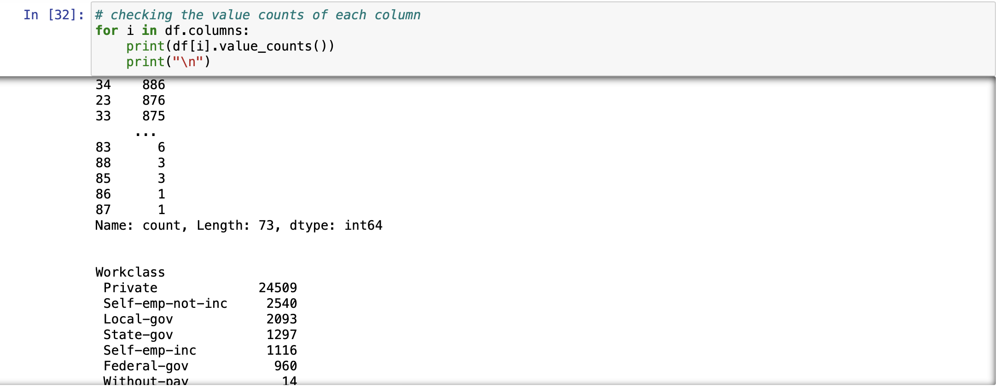 In [32]: # checking the value counts of each column
for i in df.columns:
    print(df[i].value_counts())
    print("\n")
34    886
23    876
33    875
     ...
83      6
88      3
85      3
86      1
87      1
Name: count, Length: 73, dtype: int64
Workclass
 Private             24509
 Self-emp-not-inc     2540
 Local-gov            2093
 State-gov            1297
 Self-emp-inc         1116
 Federal-gov           960
 Without-pay            14